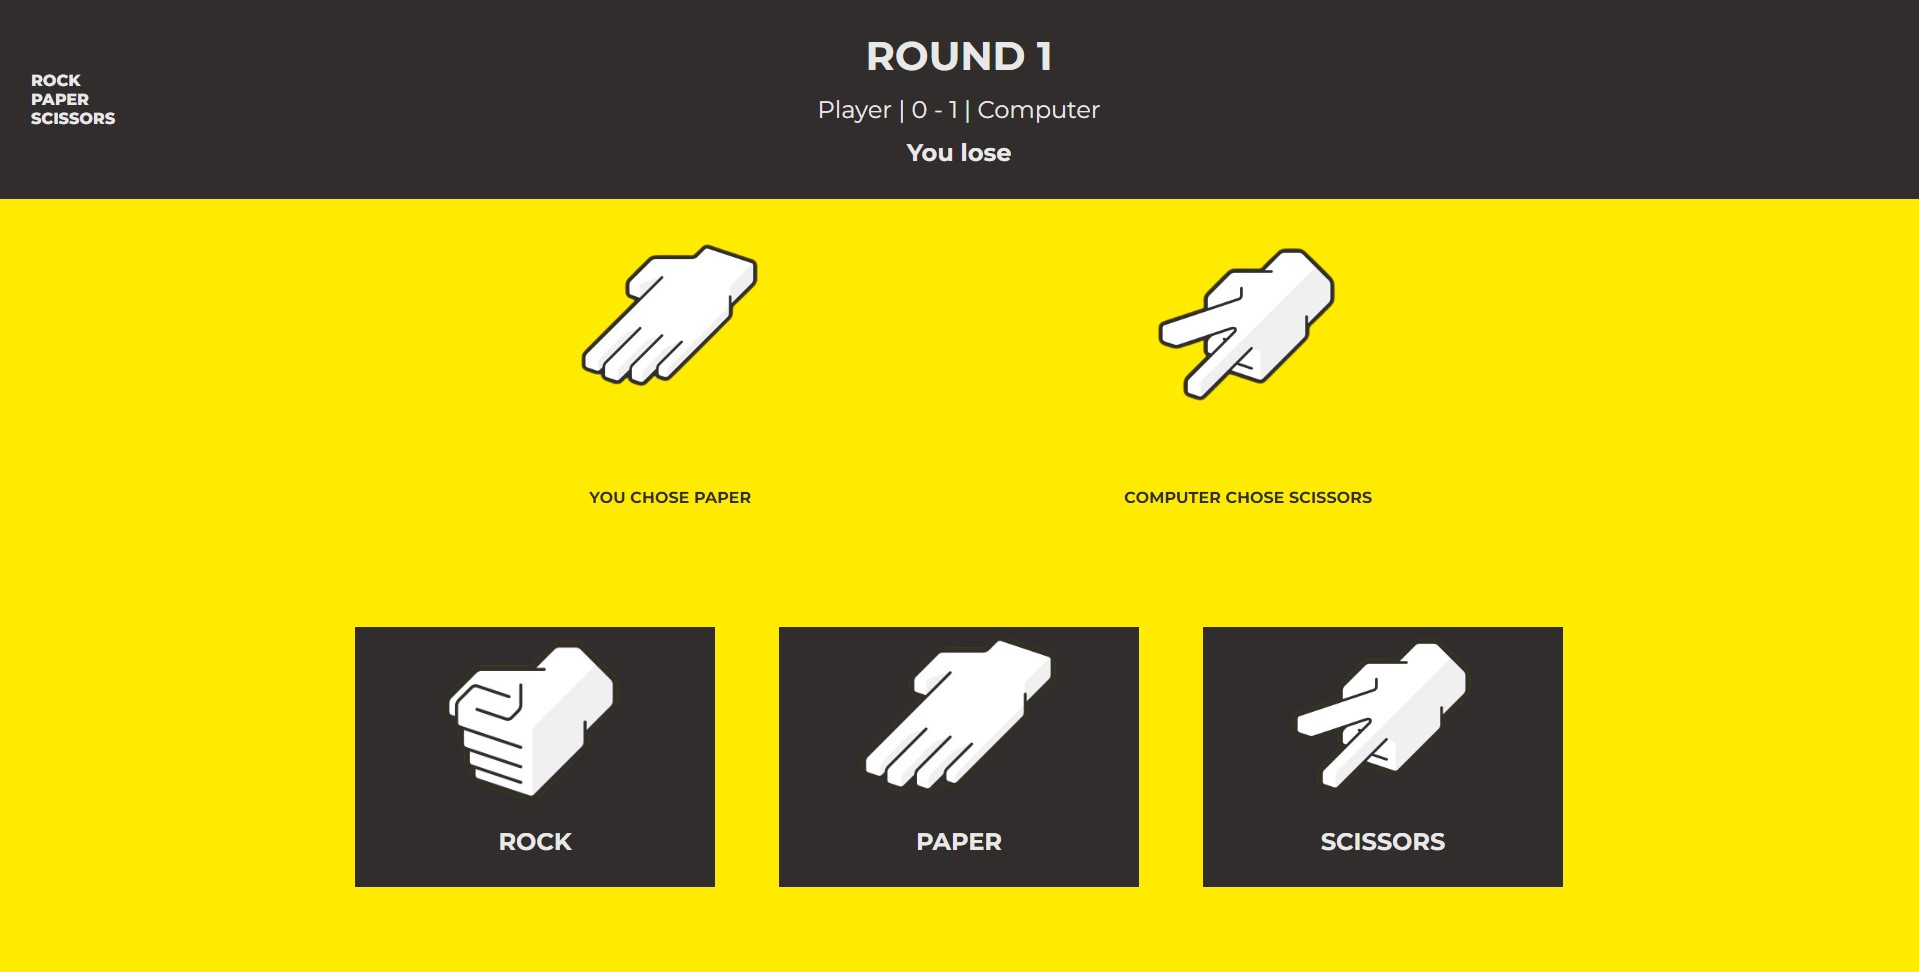 ROCK
PAPER
SCISSORS
ROUND 1
Player | 0 - 1 | Computer
You lose
YOU CHOSE PAPER
COMPUTER CHOSE SCISSORS
ROCK
PAPER
SCISSORS